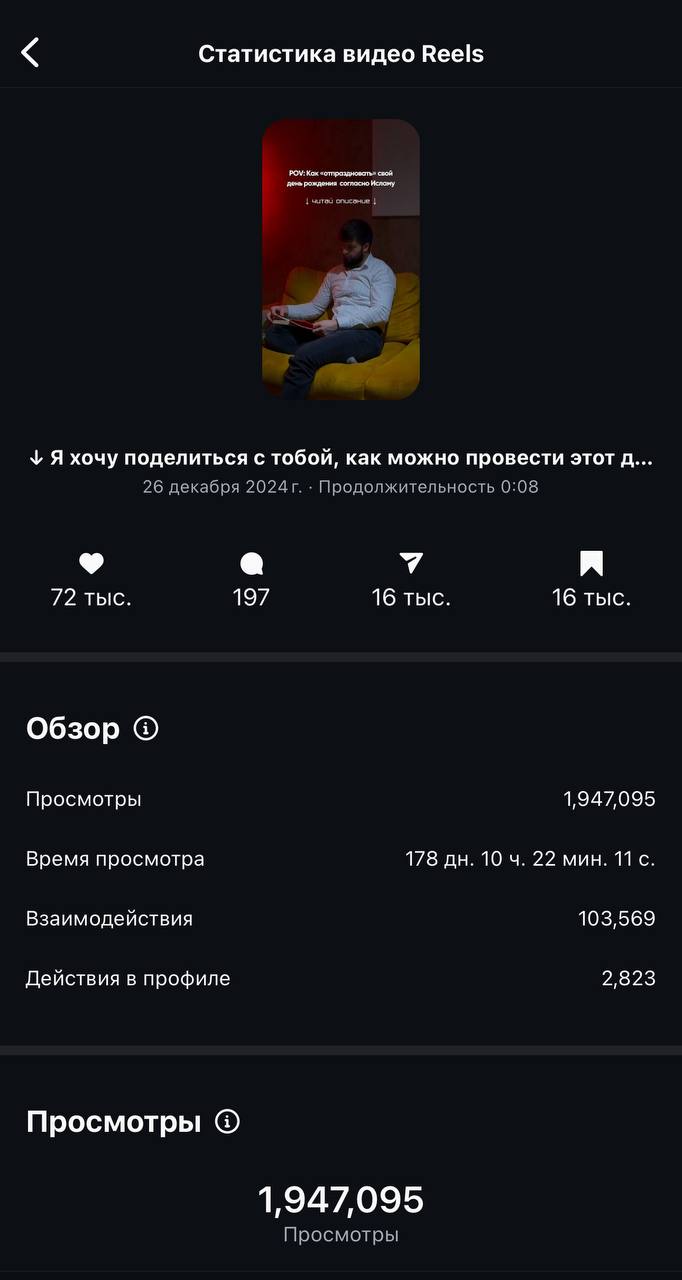 Статистика видео Reels
POV: Как «отпраздновать» свой
день рождения согласно Исламу
↓ читай описание ↓
↓ Я хочу поделиться с тобой, как можно провести этот д...
26 декабря 2024 г. · Продолжительность 0:08
72 тыс. 197 16 тыс. 16 тыс.
Обзор
Просмотры 1,947,095
Время просмотра 178 дн. 10 ч. 22 мин. 11 с.
Взаимодействия 103,569
Действия в профиле 2,823
Просмотры
1,947,095
Просмотры